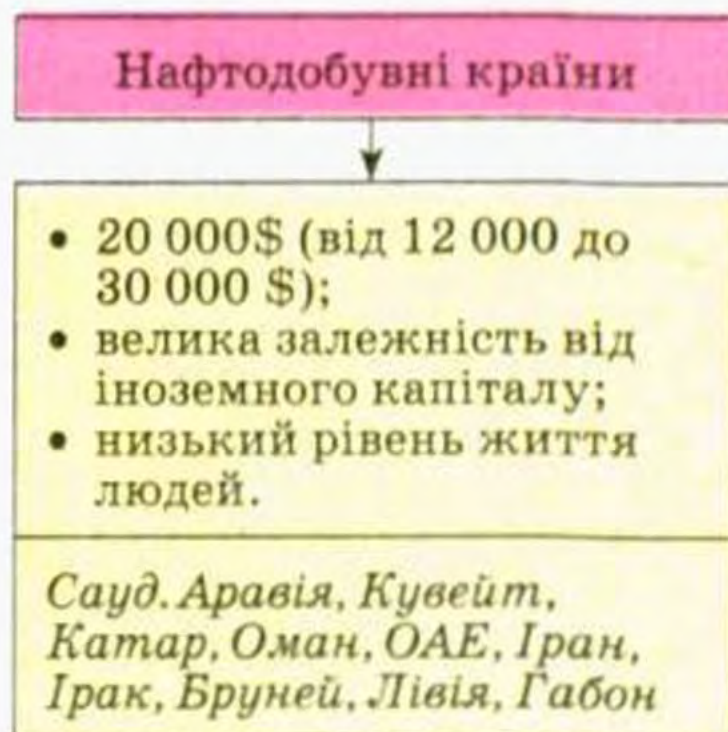 Нафтодобувні країни
• 20 000$ (від 12 000 до
30 000 $);
• велика залежність від
іноземного капіталу;
• низький рівень життя
людей.
Сауд. Аравія, Кувейт,
Катар, Оман, ОАЕ, Іран,
Ірак, Бруней, Лівія, Габон